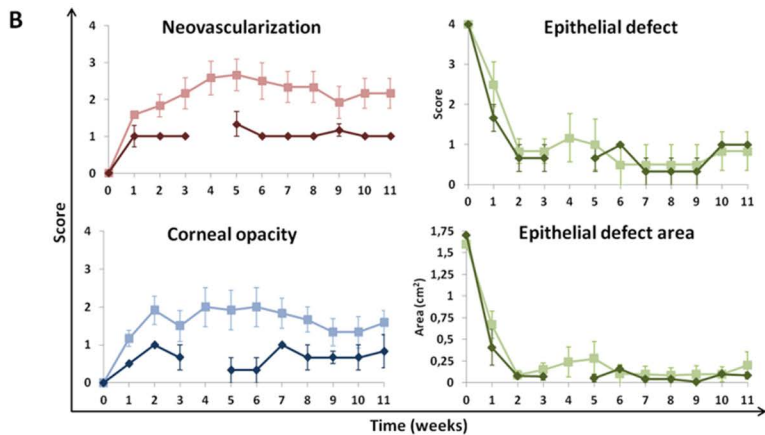 B
Neovascularization
4
3
2
1
0
0 1 2 3 4 5 6 7 8 9 10 11
Epithelial defect
Score
4
3
2
1
0
0 1 2 3 4 5 6 7 8 9 10 11
Score
Corneal opacity
4
3
2
1
0
0 1 2 3 4 5 6 7 8 9 10 11
Epithelial defect area
Area (cm²)
1,75
1,5
1,25
1
0,75
0,5
0,25
0
0 1 2 3 4 5 6 7 8 9 10 11
Time (weeks)